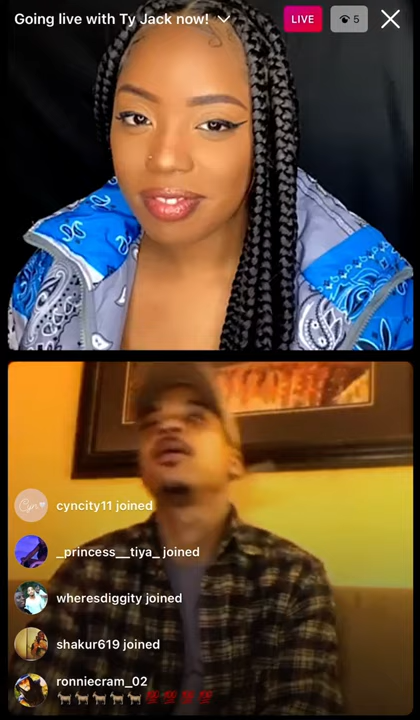 Going live with Ty Jack now!
LIVE
5
cyncity11 joined
_princess__tiya_ joined
wheresdiggity joined
shakur619 joined
ronniecram_02
🐐🐐🐐🐐🐐💯💯💯💯